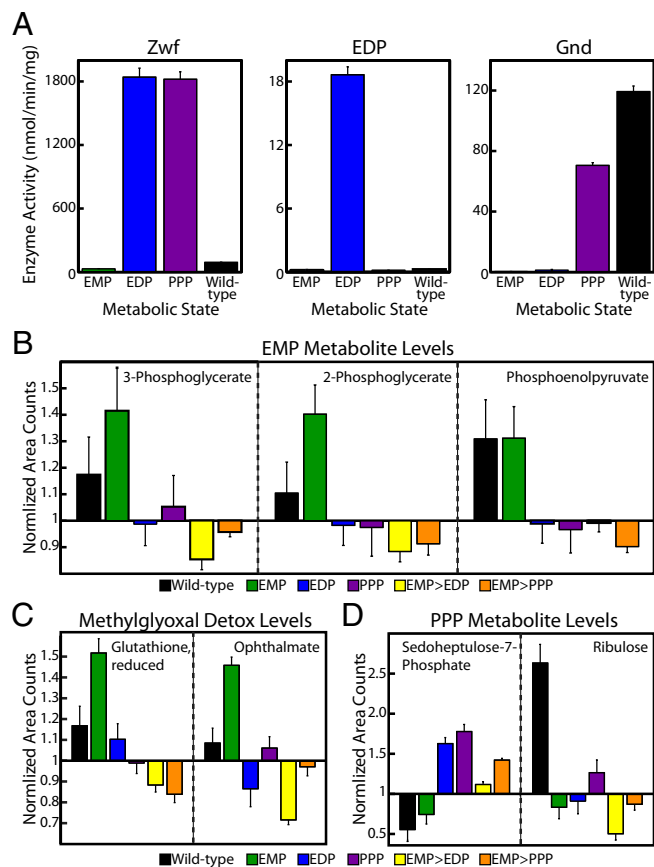 A
Zwf
EDP
Gnd
Enzyme Activity (nmol/min/mg)
1800
1200
600
0
18
12
6
0
120
80
40
0
EMP EDP PPP Wild-type
EMP EDP PPP Wild-type
EMP EDP PPP Wild-type
Metabolic State
Metabolic State
Metabolic State
B
EMP Metabolite Levels
3-Phosphoglycerate
2-Phosphoglycerate
Phosphoenolpyruvate
Normlized Area Counts
1.5
1.4
1.3
1.2
1.1
1
0.9
Wild-type EMP EDP PPP EMP>EDP EMP>PPP
C
Methylglyoxal Detox Levels
Glutathione,
reduced
Ophthalmate
Normlized Area Counts
1.5
1.4
1.3
1.2
1.1
1
0.9
0.8
0.7
D
PPP Metabolite Levels
Sedoheptulose-7-
Phosphate
Ribulose
Normlized Area Counts
2.5
2.0
1.5
1
0.5
Wild-type EMP EDP PPP EMP>EDP EMP>PPP